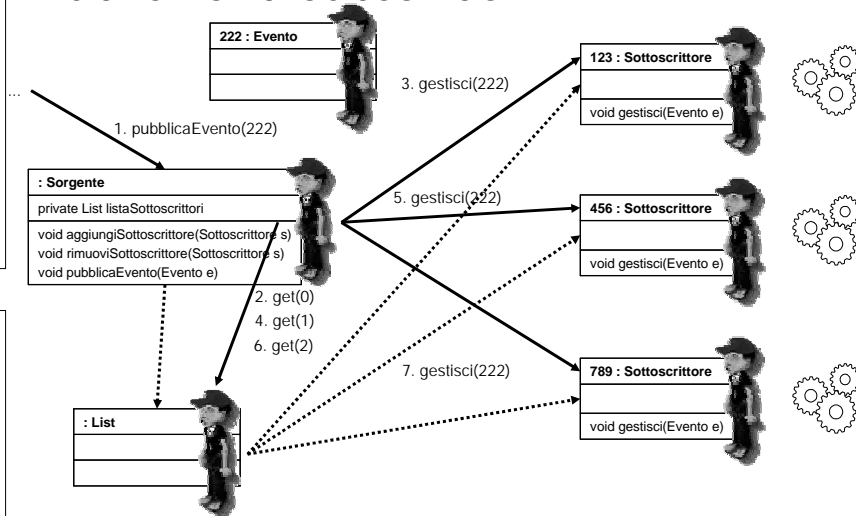 222 : Evento
123 : Sottoscrittore
3. gestisci(222)
...
void gestisci(Evento e)
1. pubblicaEvento(222)
: Sorgente
private List listaSottoscrittori
5. gestisci(222)
456 : Sottoscrittore
void aggiungiSottoscrittore(Sottoscrittore s)
void rimuoviSottoscrittore(Sottoscrittore s)
void pubblicaEvento(Evento e)
void gestisci(Evento e)
2. get(0)
4. get(1)
6. get(2)
7. gestisci(222)
789 : Sottoscrittore
: List
void gestisci(Evento e)